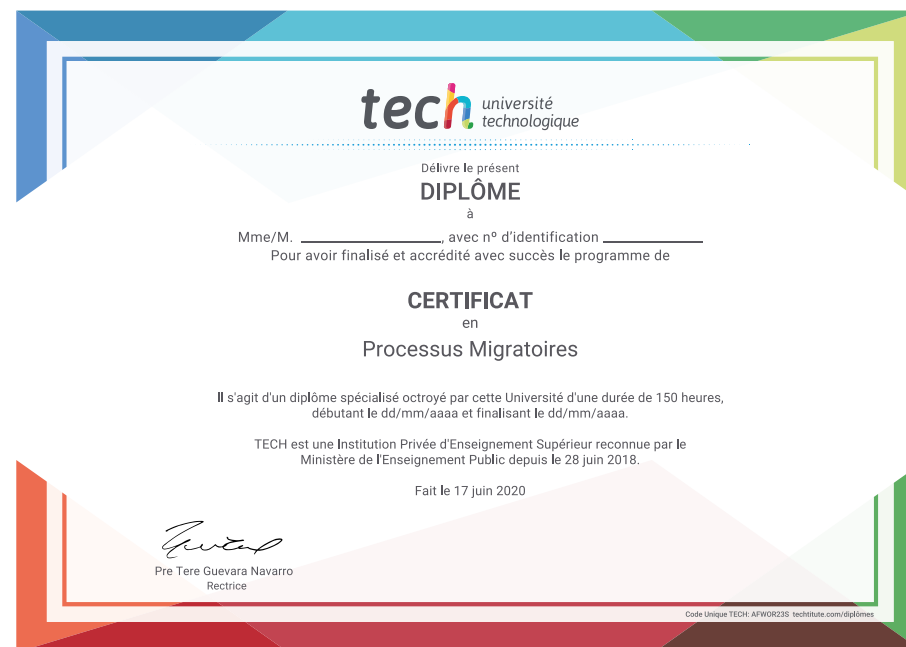 tech université
technologique
Délivre le présent
DIPLÔME
à
Mme/M. ____________________, avec nº d'identification ______________
Pour avoir finalisé et accrédité avec succès le programme de
CERTIFICAT
en
Processus Migratoires
Il s'agit d'un diplôme spécialisé octroyé par cette Université d'une durée de 150 heures,
débutant le dd/mm/aaaa et finalisant le dd/mm/aaaa.
TECH est une Institution Privée d'Enseignement Supérieur reconnue par le
Ministère de l'Enseignement Public depuis le 28 juin 2018.
Fait le 17 juin 2020
Pre Tere Guevara Navarro
Rectrice
Code Unique TECH: AFWOR23S techtitute.com/diplômes